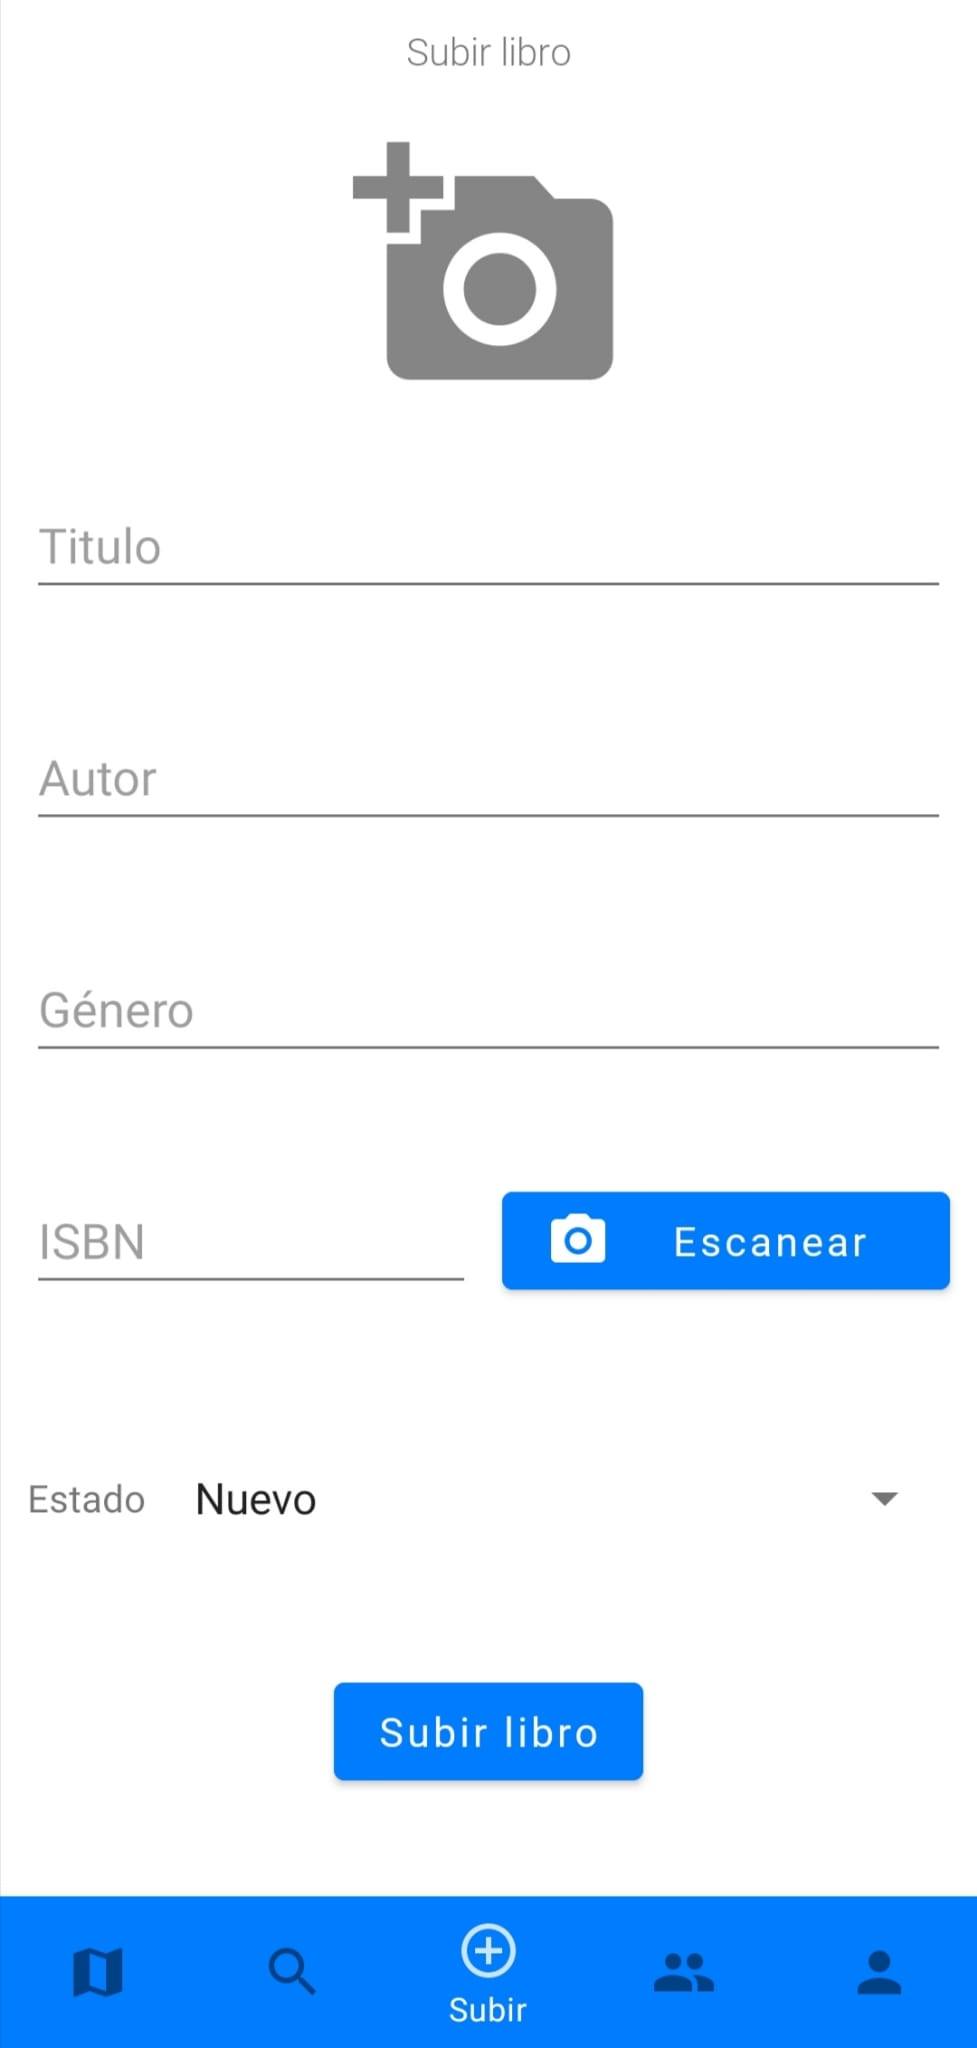 Subir libro
Titulo
Autor
Género
ISBN
Escanear
Estado
Nuevo
Subir libro
Subir